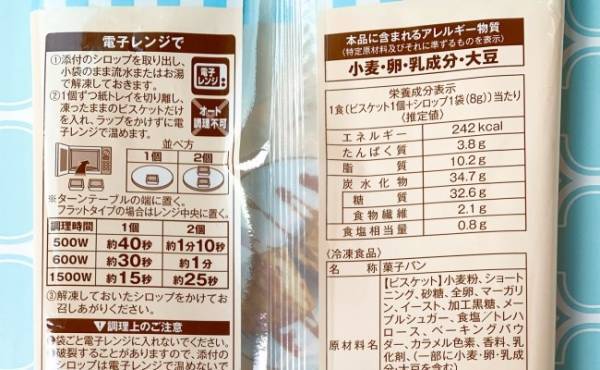 電子レンジで
①添付のシロップを取り出し、
小袋のまま流水またはお湯
で解凍しておきます。
②1個ずつ紙トレイを切り離し、
凍ったままのビスケットだけ
を入れ、ラップをかけずに電
子レンジで温めます。
電子
レンジ
オート
調理不可
並べ方
1個 2個
※ターンテーブルの端に置く。
フラットタイプの場合はレンジ中央に置く。
調理時間 1個 2個
500W 約40秒 約1分10秒
600W 約30秒 約1分
1500W 約15秒 約25秒
③解凍しておいたシロップをかけてお
召しあがりください。
▼調理上のご注意
●袋ごと電子レンジに入れないでください。
●破裂することがありますので、添付の
シロップは電子レンジで温めないで
本品に含まれるアレルギー物質
(特定原材料及びそれに準ずるものを表示)
小麦・卵・乳成分・大豆
栄養成分表示
1食(ビスケット1個+シロップ1袋(8g))当たり
(推定値)
エネルギー 242kcal
たんぱく質 3.8g
脂質 10.2g
炭水化物 34.7g
糖質 32.6g
食物繊維 2.1g
食塩相当量 0.8g
〈冷凍食品〉
名称 菓子パン
原材料名
【ビスケット】小麦粉、ショート
ニング、砂糖、全卵、マーガリ
ン、イースト、加工黒糖、メー
プルシュガー、食塩/トレハ
ロース、ベーキングパウ
ダー、カラメル色素、香料、乳
化剤、(一部に小麦・卵・乳成
分・大豆を含む)